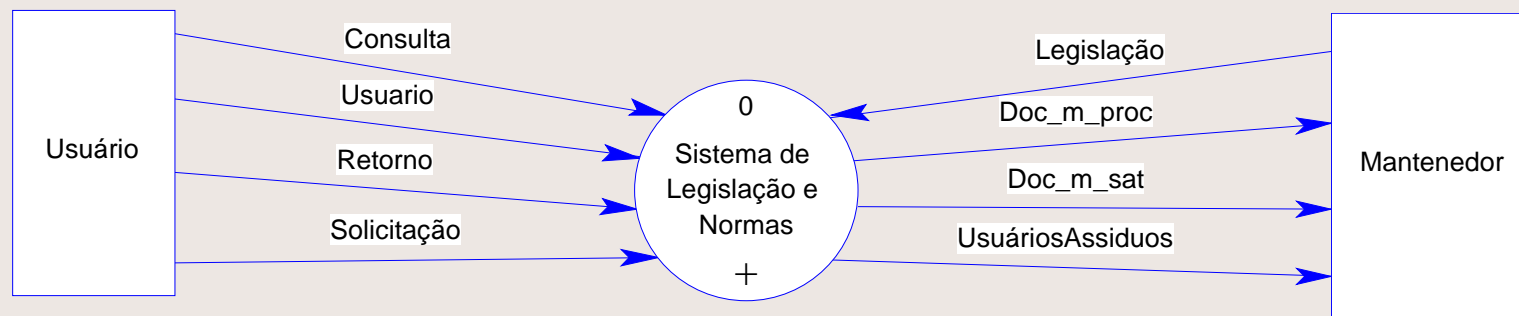 Usuário
Consulta
Usuario
Retorno
Solicitação
0
Sistema de
Legislação e
Normas
+
Legislação
Doc_m_proc
Doc_m_sat
UsuáriosAssiduos
Mantenedor